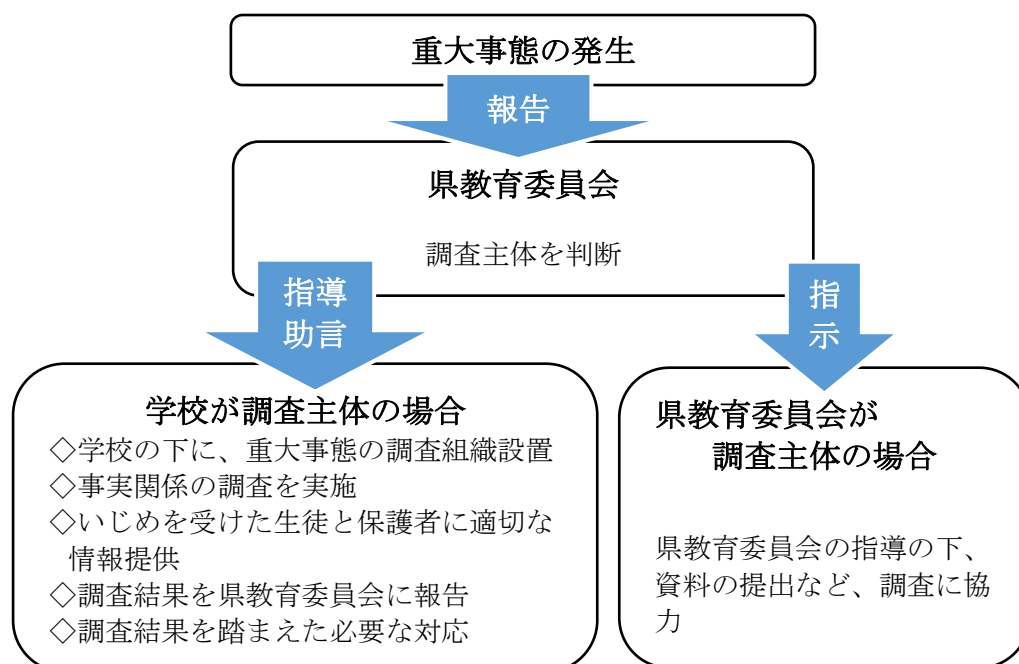 重大事態の発生
報告
県教育委員会
調査主体を判断
指導
助言
指
示
学校が調査主体の場合
◇学校の下に、重大事態の調査組織設置
◇事実関係の調査を実施
◇いじめを受けた生徒と保護者に適切な
情報提供
◇調査結果を県教育委員会に報告
◇調査結果を踏まえた必要な対応
県教育委員会が
調査主体の場合
県教育委員会の指導の下、
資料の提出など、調査に協
力